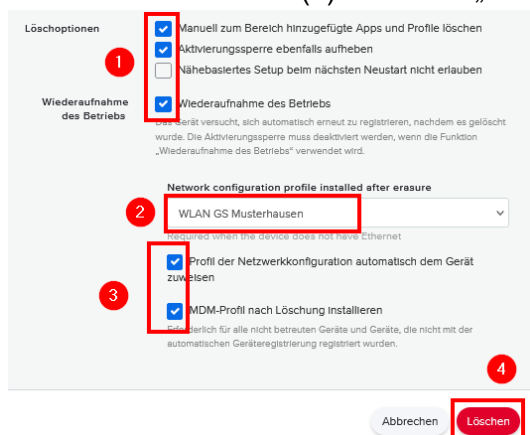 Löschoptionen
Manuell zum Bereich hinzugefügte Apps und Profile löschen
1
Aktivierungssperre ebenfalls aufheben
Nähebasiertes Setup beim nächsten Neustart nicht erlauben
Wiederaufnahme des Betriebs
Wiederaufnahme des Betriebs
Das Gerät versucht, sich automatisch erneut zu registrieren, nachdem es gelöscht
wurde. Die Aktivierungssperre muss deaktiviert werden, wenn die Funktion
„Wiederaufnahme des Betriebs" verwendet wird.
Network configuration profile installed after erasure
2
WLAN GS Musterhausen
Required when the device does not have Ethernet
Profil der Netzwerkkonfiguration automatisch dem Gerät
zuweisen
3
MDM-Profil nach Löschung installieren
Erforderlich für alle nicht betreuten Geräte und Geräte, die nicht mit der
automatischen Geräteregistrierung registriert wurden.
4
Abbrechen
Löschen